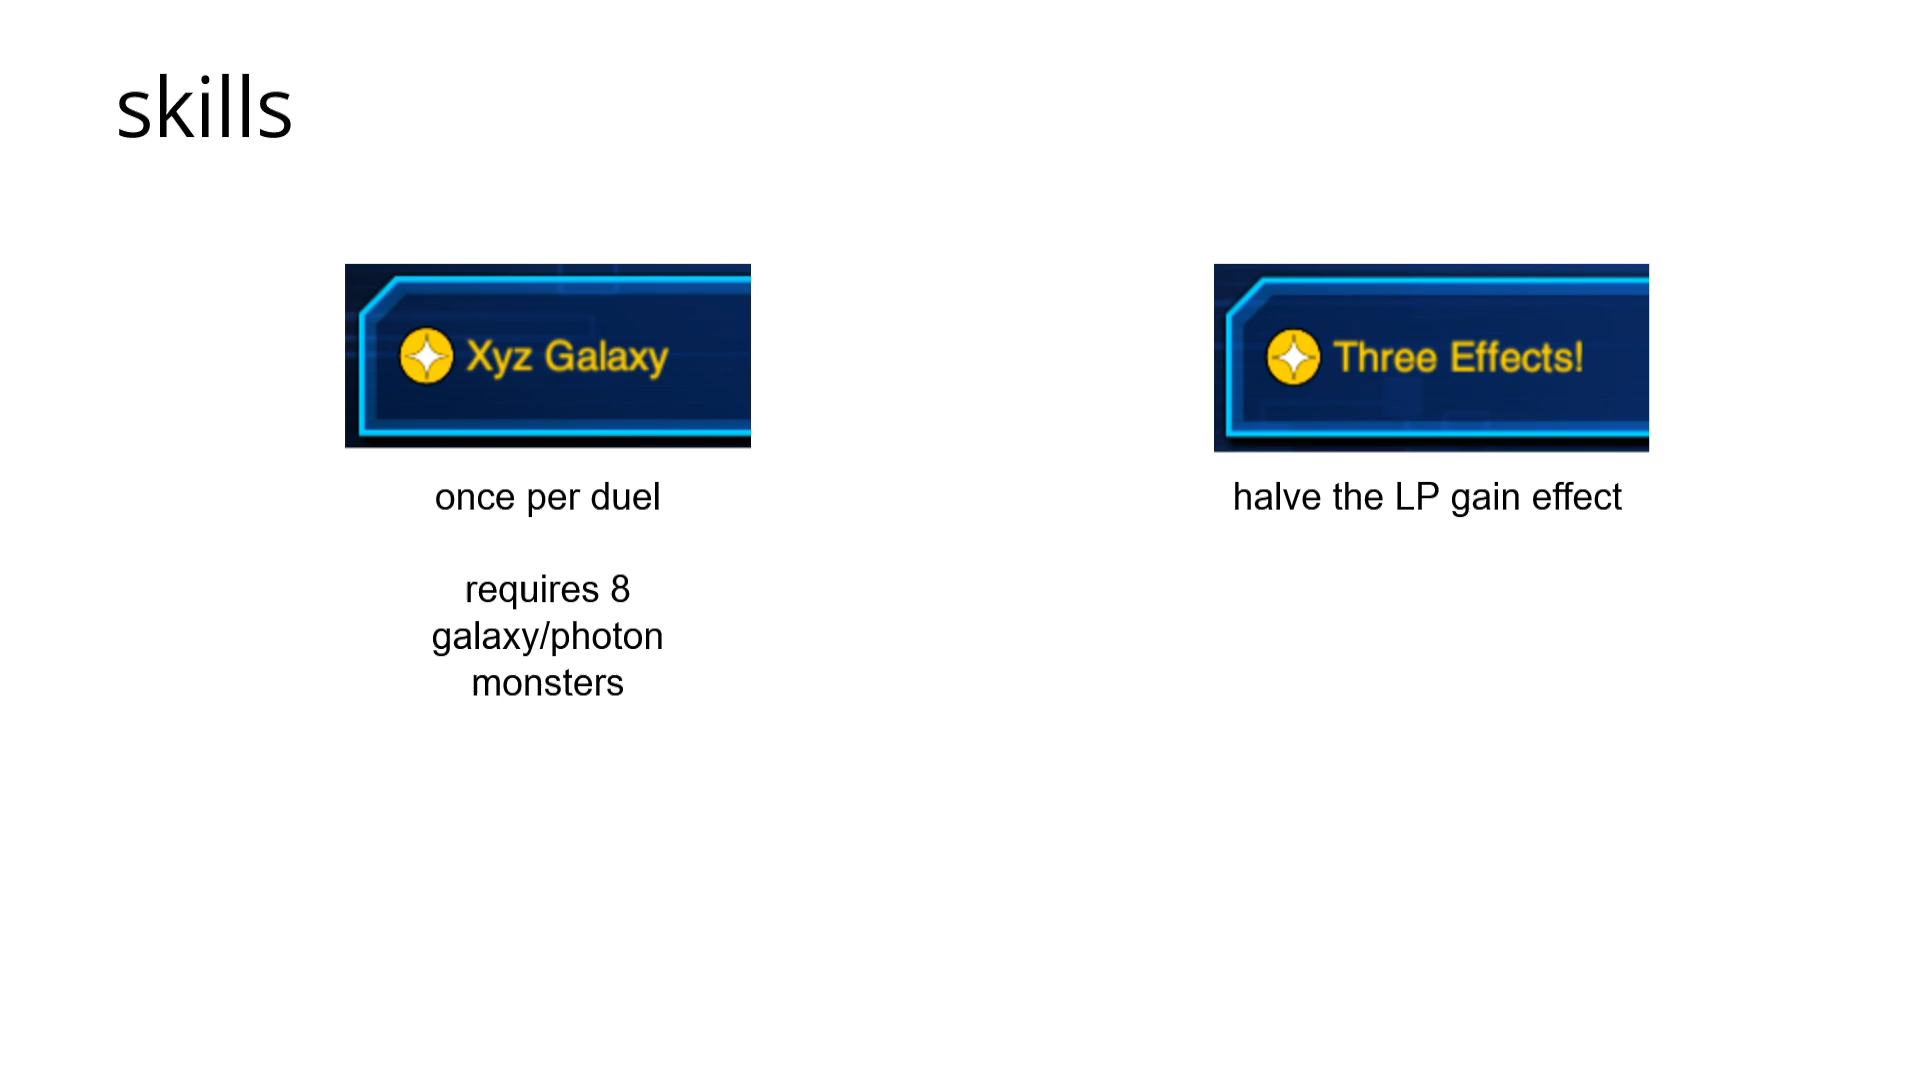 skills
Xyz Galaxy
once per duel
requires 8
galaxy/photon
monsters
Three Effects!
halve the LP gain effect